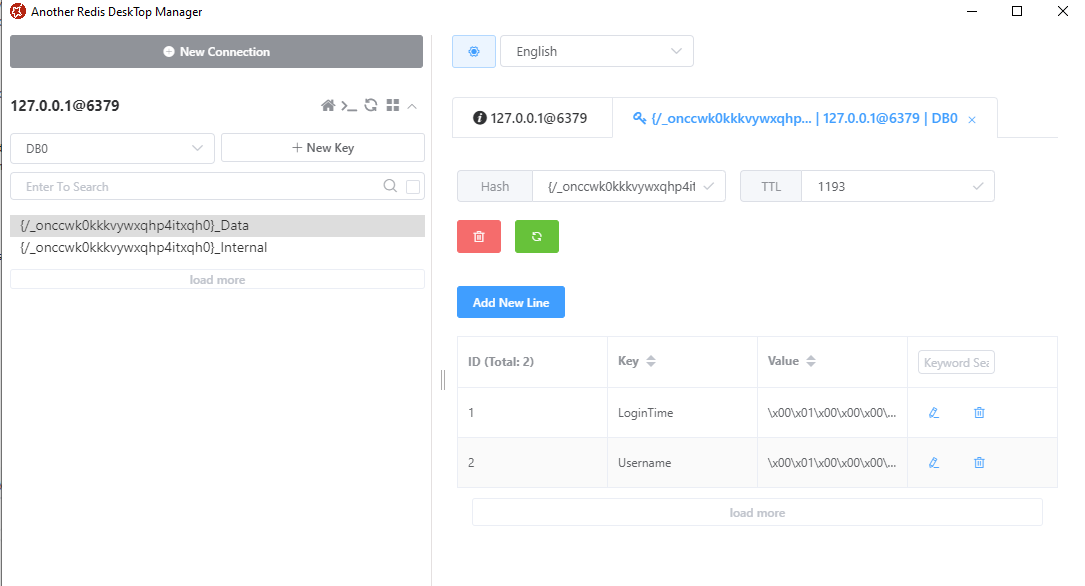 Another Redis DeskTop Manager
New Connection
English
127.0.0.1@6379
127.0.0.1@6379
{/_onccwk0kkkvywxqhp... | 127.0.0.1@6379 | DB0
DB0
New Key
Enter To Search
Hash
{/_onccwk0kkkvywxqhp4it
TTL
1193
{/_onccwk0kkkvywxqhp4itxqh0}_Data
{/_onccwk0kkkvywxqhp4itxqh0}_Internal
load more
Add New Line
ID (Total: 2)
Key
Value
Keyword Sea
1
LoginTime
\x00\x01\x00\x00\x00\...
2
Username
\x00\x01\x00\x00\x00\...
load more